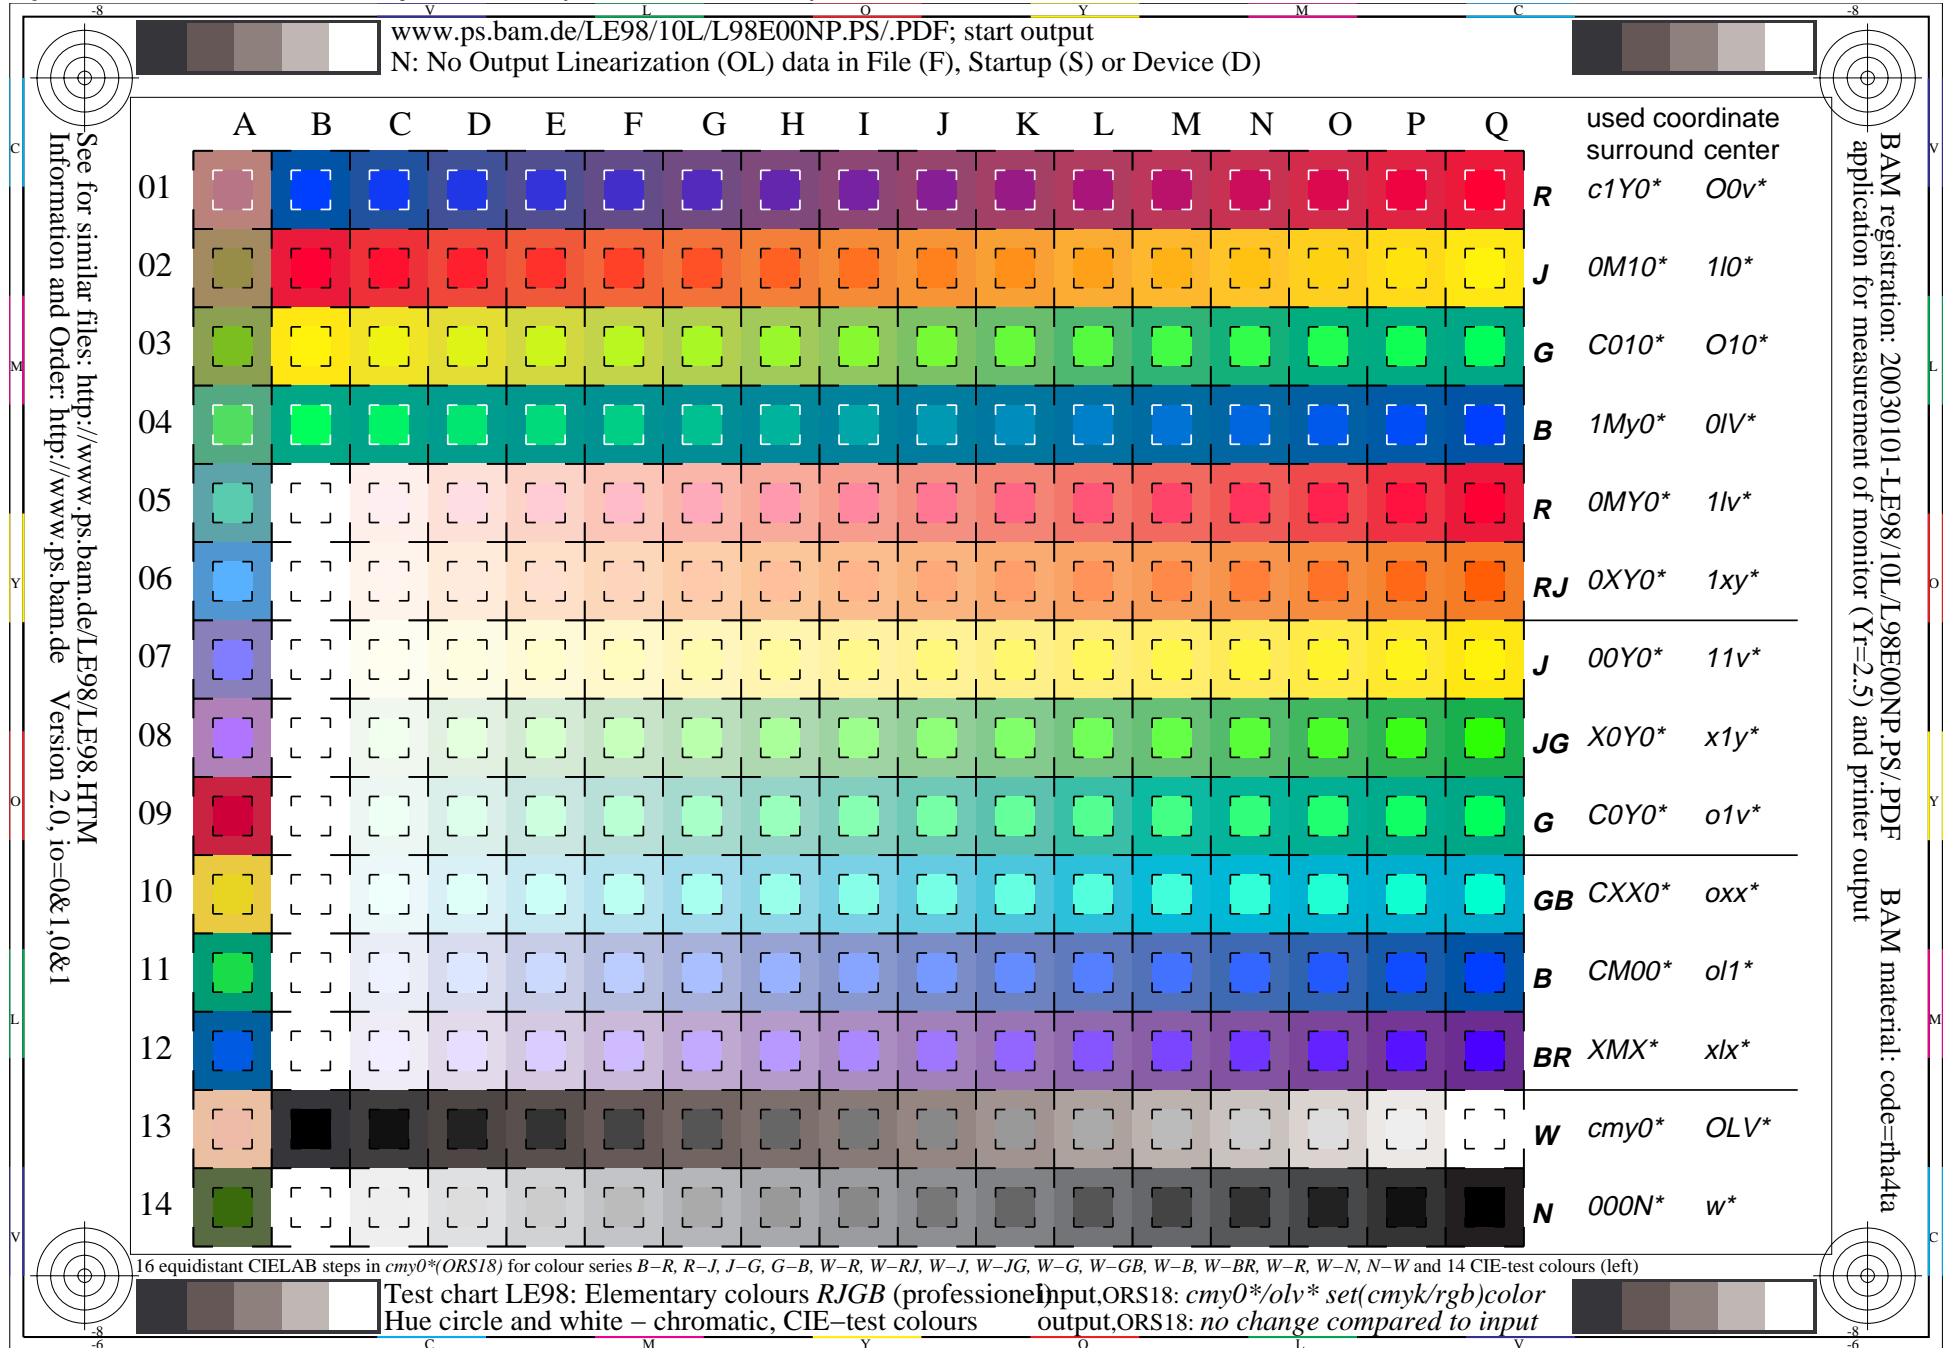 -8 V L O Y M C -8
www.ps.bam.de/LE98/10L/L98E00NP.PS/.PDF; start output
N: No Output Linearization (OL) data in File (F), Startup (S) or Device (D)
See for similar files: http://www.ps.bam.de/LE98/LE98.HTM
Information and Order: http://www.ps.bam.de Version 2.0, io=0&1,0&1
C
M
Y
O
L
V
A B C D E F G H I J K L M N O P Q
used coordinate
surround center
01 R c1Y0* O0v*
02 J 0M10* 1l0*
03 G C010* O10*
04 B 1My0* 0lV*
05 R 0MY0* 1lv*
06 RJ 0XY0* 1xy*
07 J 00Y0* 11v*
08 JG X0Y0* x1y*
09 G C0Y0* o1v*
10 GB CXX0* oxx*
11 B CM00* ol1*
12 BR XMX* xlx*
13 W cmy0* OLV*
14 N 000N* w*
BAM registration: 20030101-LE98/10L/L98E00NP.PS/.PDF BAM material: code=rha4ta
application for measurement of monitor (Yr=2.5) and printer output
V
L
O
Y
M
C
16 equidistant CIELAB steps in cmy0*(ORS18) for colour series B−R, R−J, J−G, G−B, W−R, W−RJ, W−J, W−JG, W−G, W−GB, W−B, W−BR, W−R, W−N, N−W and 14 CIE-test colours (left)
Test chart LE98: Elementary colours RJGB (professionel)
Hue circle and white − chromatic, CIE−test colours
input,ORS18: cmy0*/olv* set(cmyk/rgb)color
output,ORS18: no change compared to input
-8 -8
-6 C M Y O L V -6